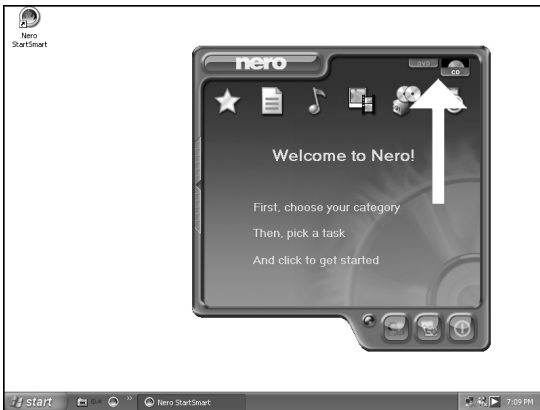 Nero
StartSmart
nero
DVD
CD
Welcome to Nero!
First, choose your category
Then, pick a task
And click to get started
start
Nero StartSmart
7:09 PM